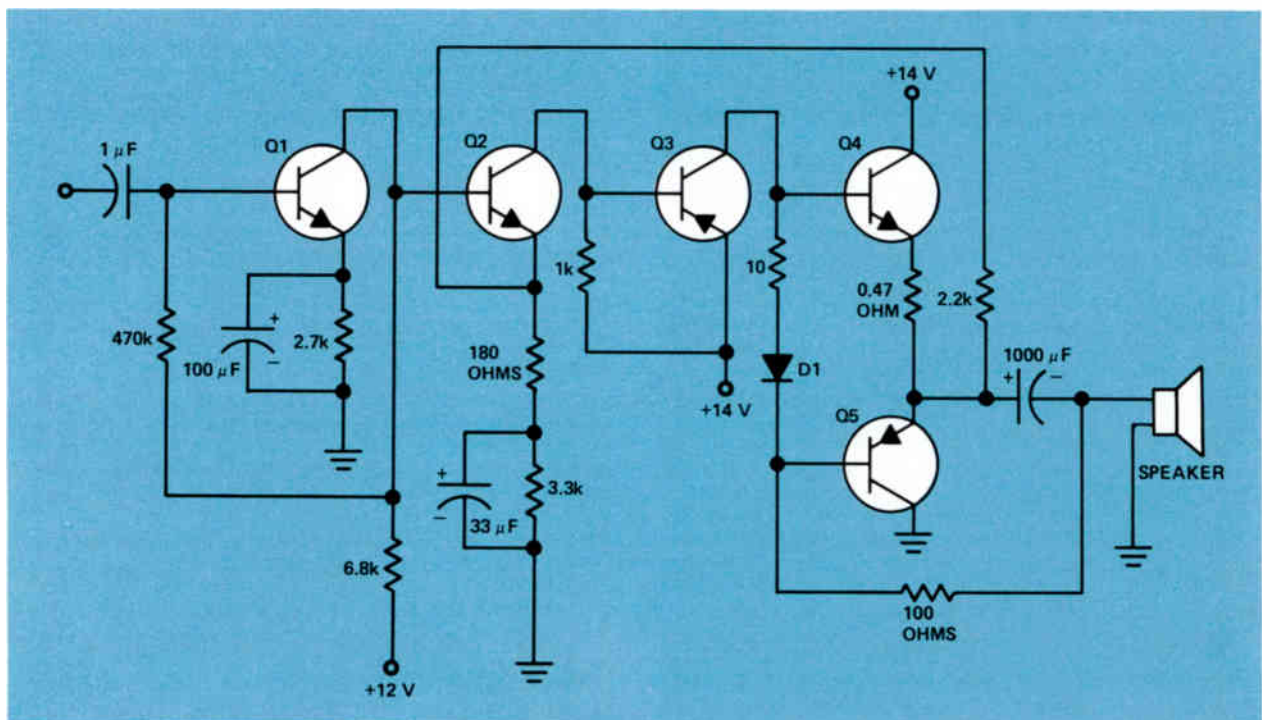 +14 V
Q1
Q2
Q3
Q4
1 µF
1k
10
0.47
OHM
2.2k
470k
2.7k
100 µF
+
−
180
OHMS
+14 V
D1
1000 µF
+
−
Q5
SPEAKER
+
−
33 µF
3.3k
6.8k
100
OHMS
+12 V